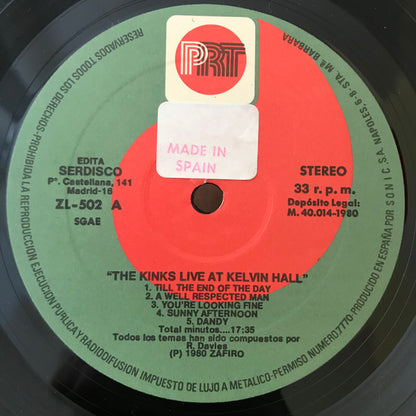 PRT
MADE IN
SPAIN
EDITA
SERDISCO
Pº. Castellana, 141
Madrid-16
ZL-502 A
SGAE
STEREO
33 r. p. m.
Depósito Legal:
M. 40.014-1980
"THE KINKS LIVE AT KELVIN HALL"
1. TILL THE END OF THE DAY
2. A WELL RESPECTED MAN
3. YOU'RE LOOKING FINE
4. SUNNY AFTERNOON
5. DANDY
Total minutos....17:35
Todos los temas han sido compuestos por
R. Davies
(P) 1980 ZAFIRO
RESERVADOS TODOS LOS DERECHOS-PROHIBIDA LA REPRODUCCION EJECUCION PUBLICA Y RADIODIFUSION IMPUESTO DE LUJO A METALICO-PERMISO NUMERO.7770-PRODUCIDO EN ESPAÑA POR SONIC S.A. NAPOLES, 6-8-STA. Mª BARBARA